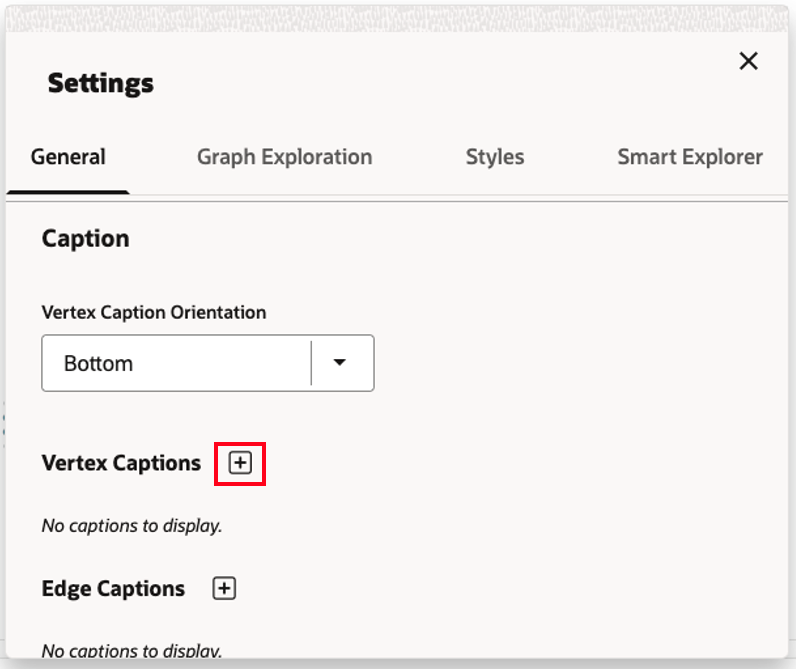 Settings
General Graph Exploration Styles Smart Explorer
Caption
Vertex Caption Orientation
Bottom
Vertex Captions
No captions to display.
Edge Captions
No captions to display.